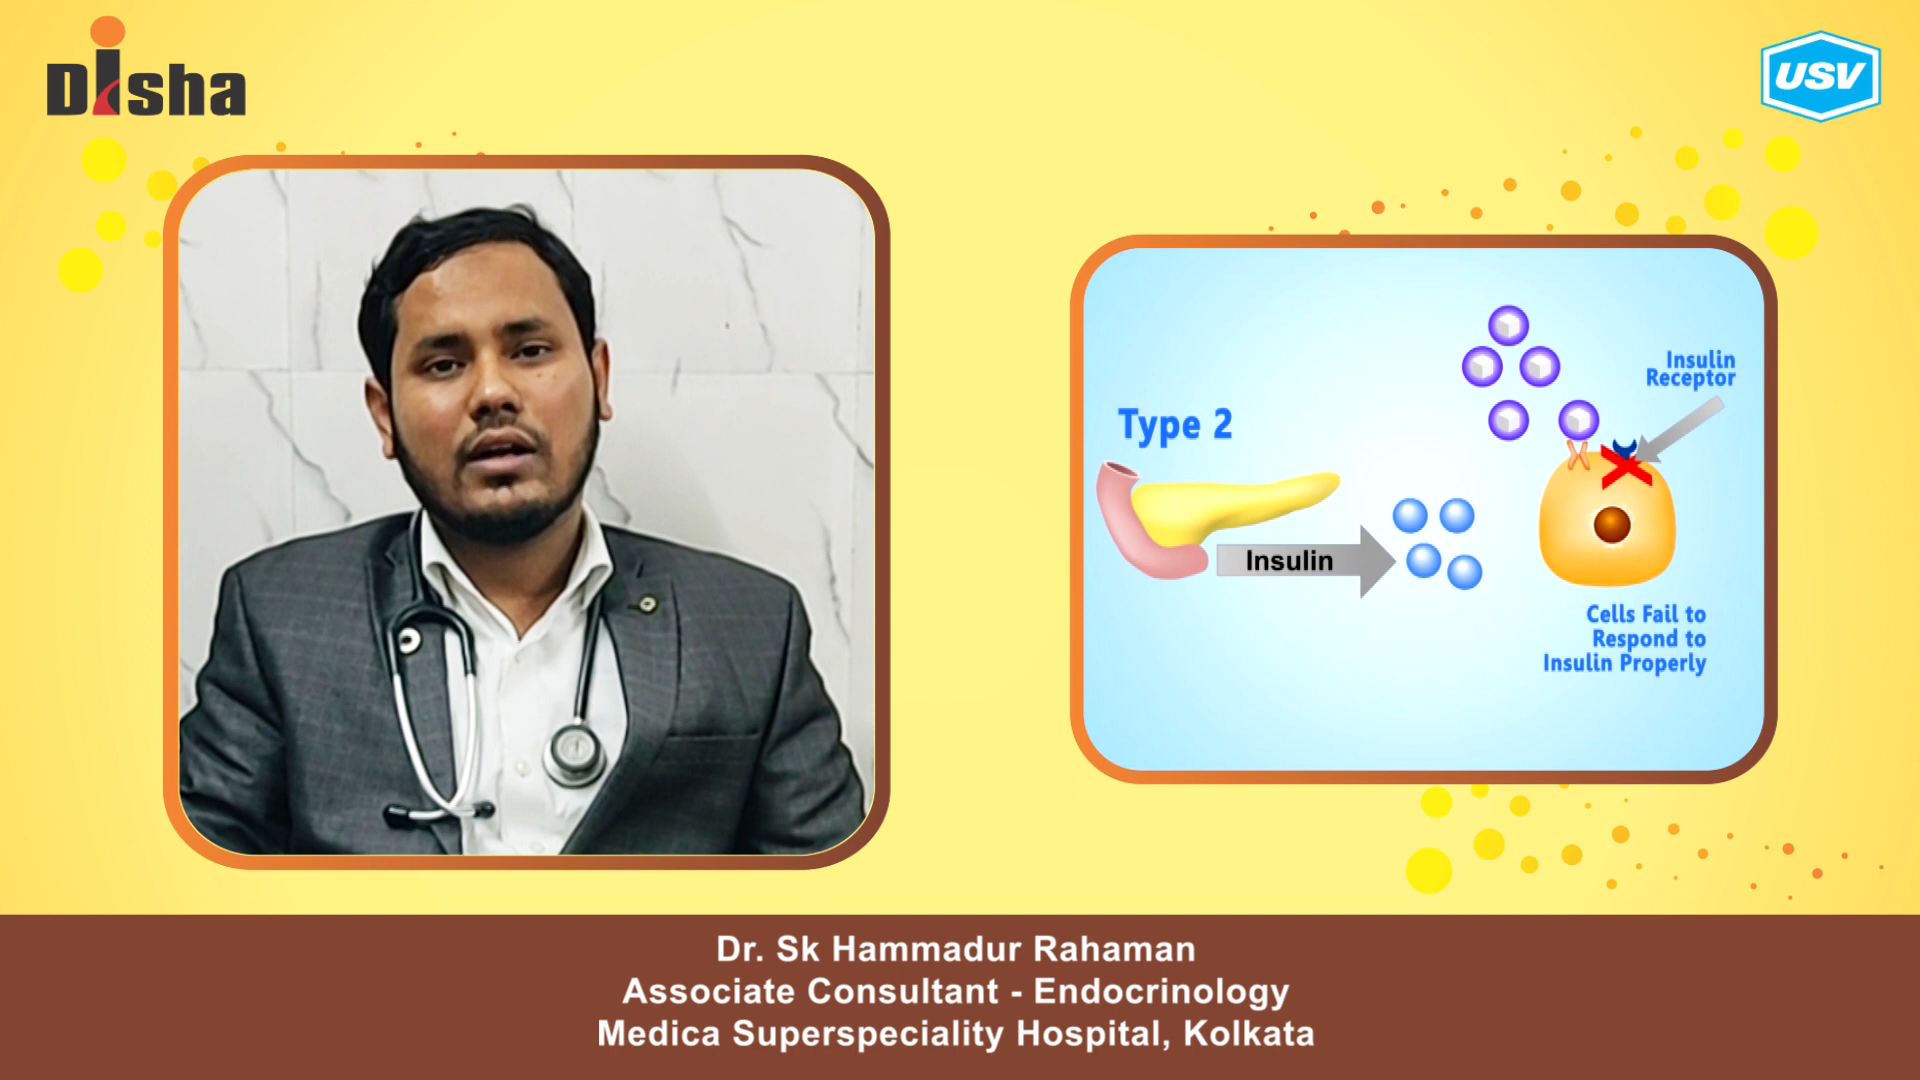 Disha
USV
Type 2
Insulin
Insulin
Receptor
Cells Fail to
Respond to
Insulin Properly
Dr. Sk Hammadur Rahaman
Associate Consultant - Endocrinology
Medica Superspeciality Hospital, Kolkata